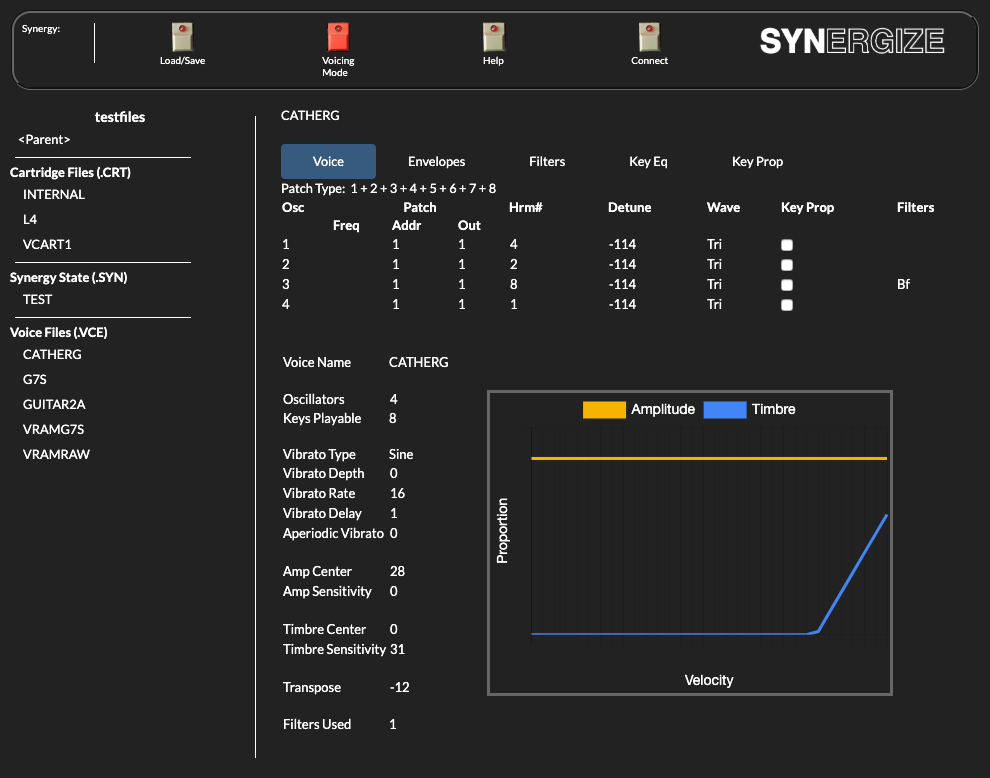 Synergy:
Load/Save
Voicing
Mode
Help
Connect
SYNERGIZE
testfiles
<Parent>
Cartridge Files (.CRT)
INTERNAL
L4
VCART1
Synergy State (.SYN)
TEST
Voice Files (.VCE)
CATHERG
G7S
GUITAR2A
VRAMG7S
VRAMRAW
CATHERG
Voice Envelopes Filters Key Eq Key Prop
Patch Type: 1 + 2 + 3 + 4 + 5 + 6 + 7 + 8
Osc Patch Hrm# Detune Wave Key Prop Filters
Freq Addr Out
1 1 1 4 -114 Tri
2 1 1 2 -114 Tri
3 1 1 8 -114 Tri Bf
4 1 1 1 -114 Tri
Voice Name CATHERG
Oscillators 4
Keys Playable 8
Vibrato Type Sine
Vibrato Depth 0
Vibrato Rate 16
Vibrato Delay 1
Aperiodic Vibrato 0
Amp Center 28
Amp Sensitivity 0
Timbre Center 0
Timbre Sensitivity 31
Transpose -12
Filters Used 1
Amplitude Timbre
Proportion
Velocity